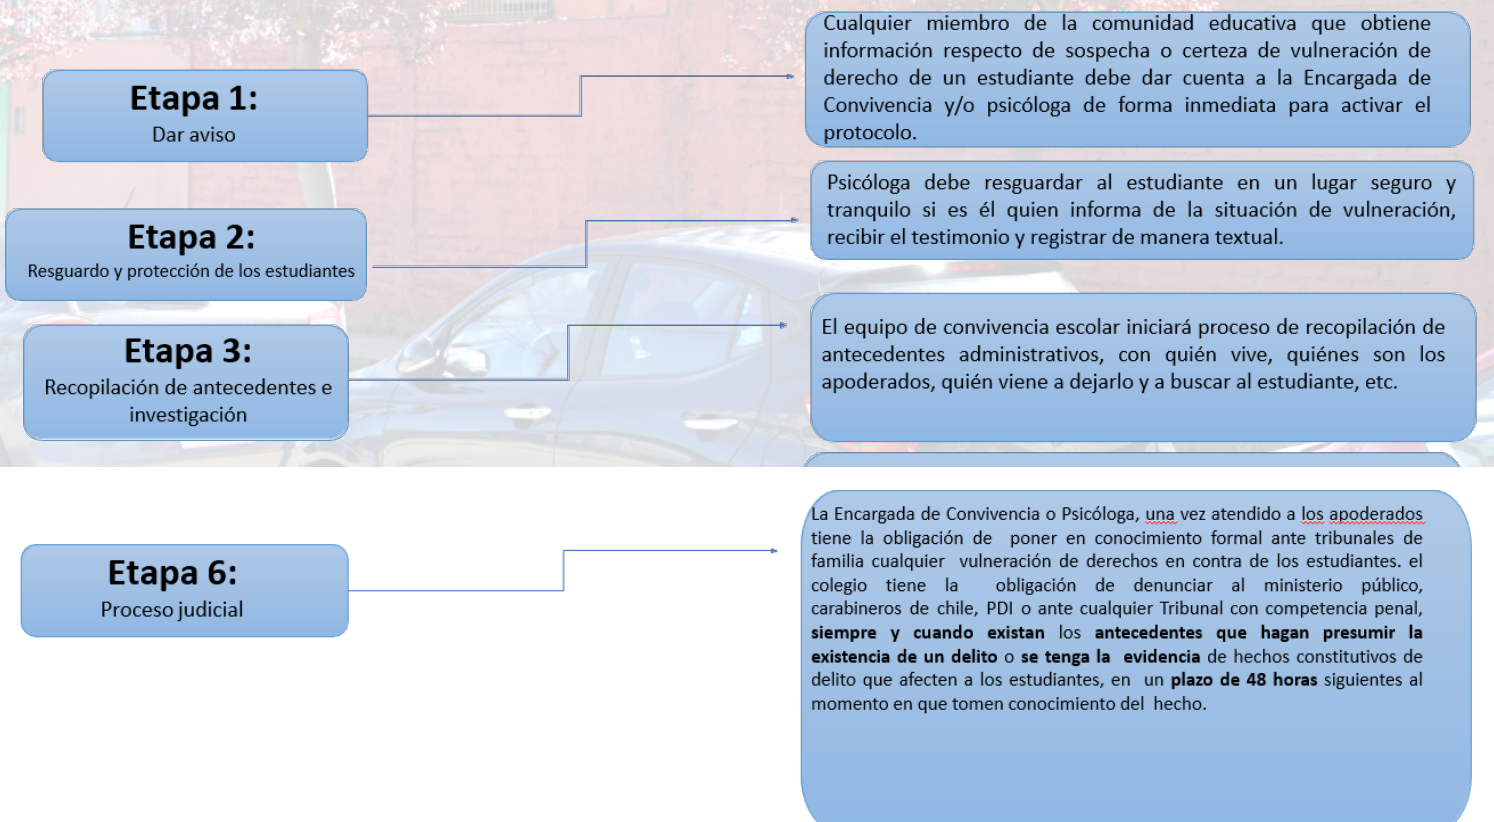 Etapa 1:
Dar aviso
Cualquier miembro de la comunidad educativa que obtiene
información respecto de sospecha o certeza de vulneración de
derecho de un estudiante debe dar cuenta a la Encargada de
Convivencia y/o psicóloga de forma inmediata para activar el
protocolo.
Etapa 2:
Resguardo y protección de los estudiantes
Psicóloga debe resguardar al estudiante en un lugar seguro y
tranquilo si es él quien informa de la situación de vulneración,
recibir el testimonio y registrar de manera textual.
Etapa 3:
Recopilación de antecedentes e
investigación
El equipo de convivencia escolar iniciará proceso de recopilación de
antecedentes administrativos, con quién vive, quiénes son los
apoderados, quién viene a dejarlo y a buscar al estudiante, etc.
Etapa 6:
Proceso judicial
La Encargada de Convivencia o Psicóloga, una vez atendido a los apoderados
tiene la obligación de poner en conocimiento formal ante tribunales de
familia cualquier vulneración de derechos en contra de los estudiantes. el
colegio tiene la obligación de denunciar al ministerio público,
carabineros de chile, PDI o ante cualquier Tribunal con competencia penal,
siempre y cuando existan los antecedentes que hagan presumir la
existencia de un delito o se tenga la evidencia de hechos constitutivos de
delito que afecten a los estudiantes, en un plazo de 48 horas siguientes al
momento en que tomen conocimiento del hecho.